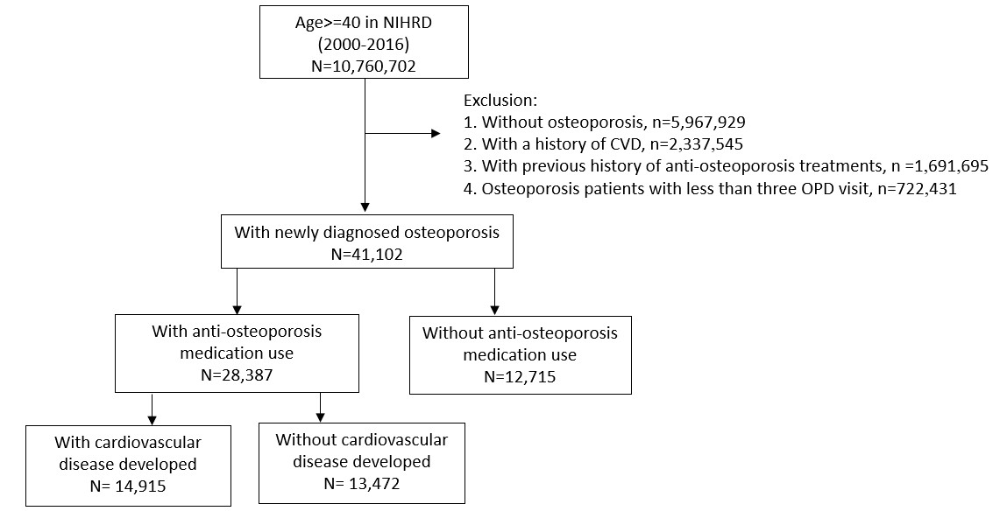 Age>=40 in NIHRD
(2000-2016)
N=10,760,702
Exclusion:
1. Without osteoporosis, n=5,967,929
2. With a history of CVD, n=2,337,545
3. With previous history of anti-osteoporosis treatments, n =1,691,695
4. Osteoporosis patients with less than three OPD visit, n=722,431
With newly diagnosed osteoporosis
N=41,102
With anti-osteoporosis
medication use
N=28,387
Without anti-osteoporosis
medication use
N=12,715
With cardiovascular
disease developed
N= 14,915
Without cardiovascular
disease developed
N= 13,472